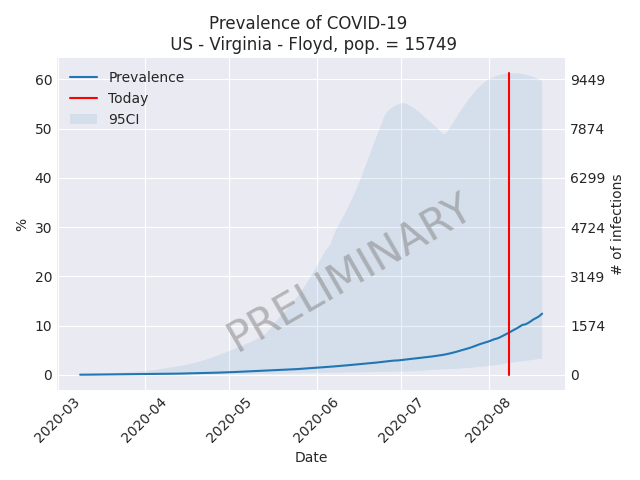 Prevalence of COVID-19
US - Virginia - Floyd, pop. = 15749
Prevalence
Today
95CI
60
50
40
30
20
10
0
%
9449
7874
6299
4724
3149
1574
0
# of infections
PRELIMINARY
2020-03
2020-04
2020-05
2020-06
2020-07
2020-08
Date